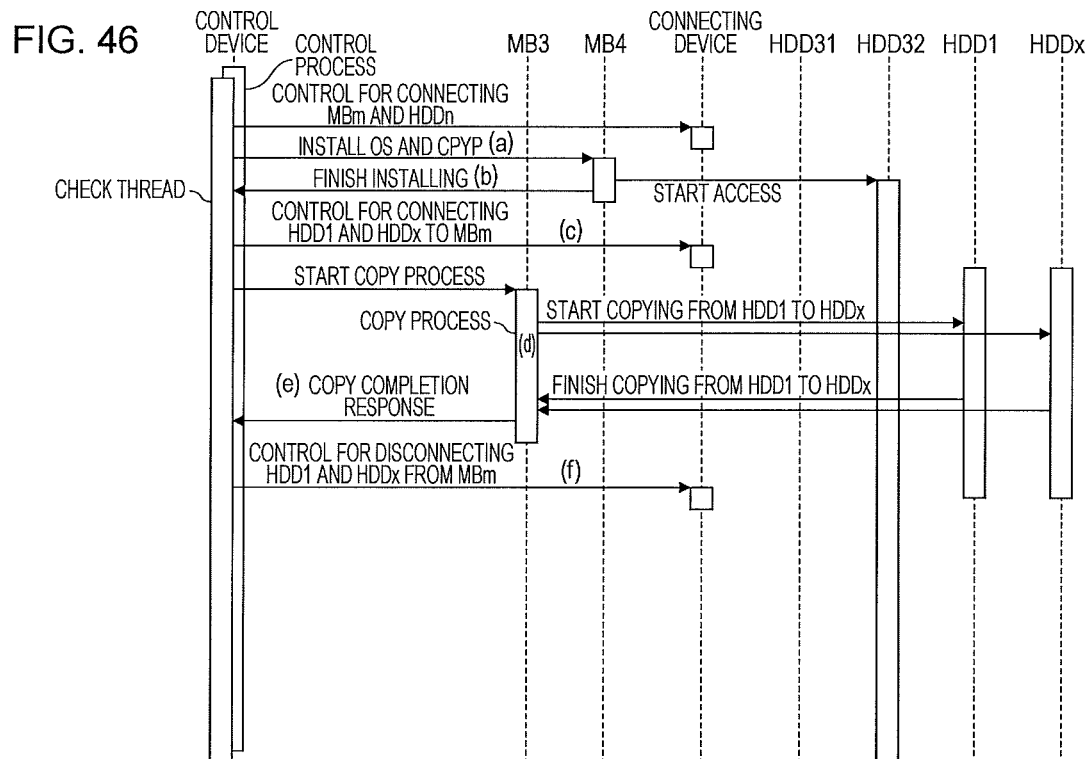 FIG. 46
CONTROL
DEVICE
CONTROL
PROCESS
MB3
MB4
CONNECTING
DEVICE
HDD31
HDD32
HDD1
HDDx
CONTROL FOR CONNECTING
MBm AND HDDn
INSTALL OS AND CPYP (a)
FINISH INSTALLING (b)
START ACCESS
CHECK THREAD
CONTROL FOR CONNECTING
HDD1 AND HDDx TO MBm (c)
START COPY PROCESS
START COPYING FROM HDD1 TO HDDx
COPY PROCESS
(d)
FINISH COPYING FROM HDD1 TO HDDx
(e) COPY COMPLETION
RESPONSE
CONTROL FOR DISCONNECTING
HDD1 AND HDDx FROM MBm (f)